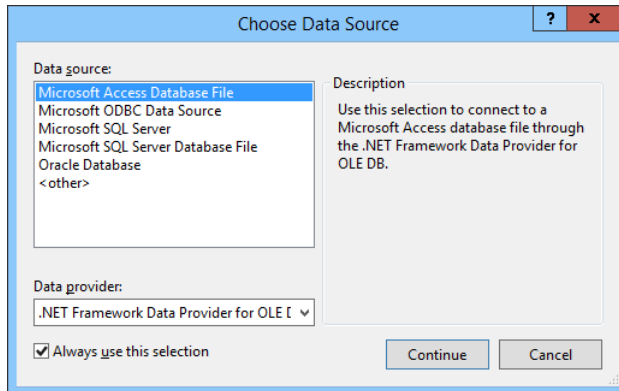 Choose Data Source
?
x
Data source:
Microsoft Access Database File
Microsoft ODBC Data Source
Microsoft SQL Server
Microsoft SQL Server Database File
Oracle Database
<other>
Description
Use this selection to connect to a
Microsoft Access database file through
the .NET Framework Data Provider for
OLE DB.
Data provider:
.NET Framework Data Provider for OLE
Always use this selection
Continue
Cancel